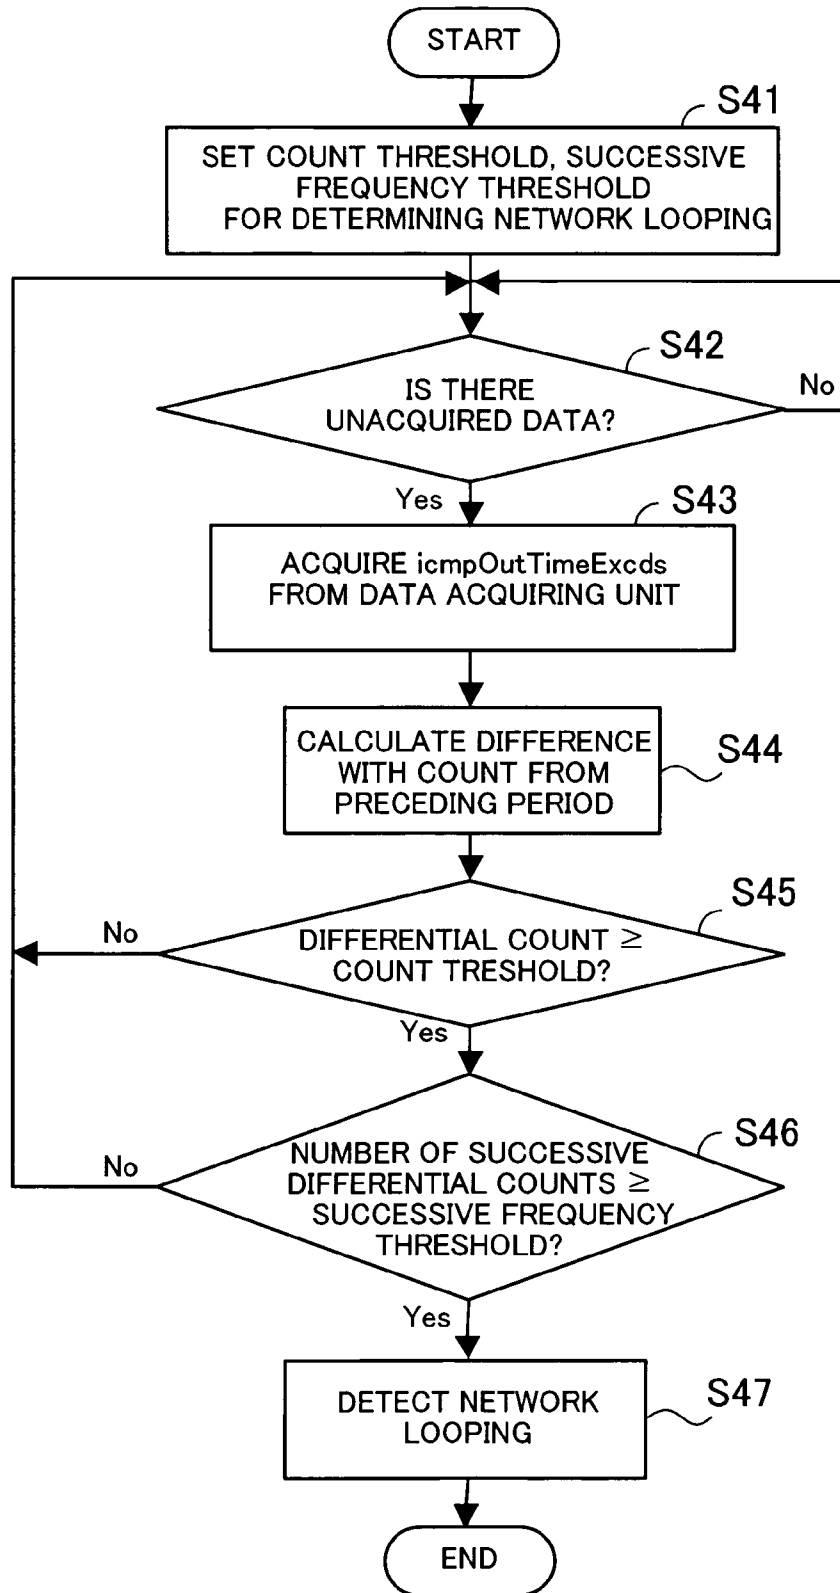 START
S41
SET COUNT THRESHOLD, SUCCESSIVE
FREQUENCY THRESHOLD
FOR DETERMINING NETWORK LOOPING
S42
IS THERE
UNACQUIRED DATA?
No
Yes
S43
ACQUIRE icmpOutTimeExcds
FROM DATA ACQUIRING UNIT
CALCULATE DIFFERENCE
WITH COUNT FROM
PRECEDING PERIOD
S44
S45
No
DIFFERENTIAL COUNT ≧
COUNT TRESHOLD?
Yes
S46
No
NUMBER OF SUCCESSIVE
DIFFERENTIAL COUNTS ≧
SUCCESSIVE FREQUENCY
THRESHOLD?
Yes
DETECT NETWORK
LOOPING
S47
END